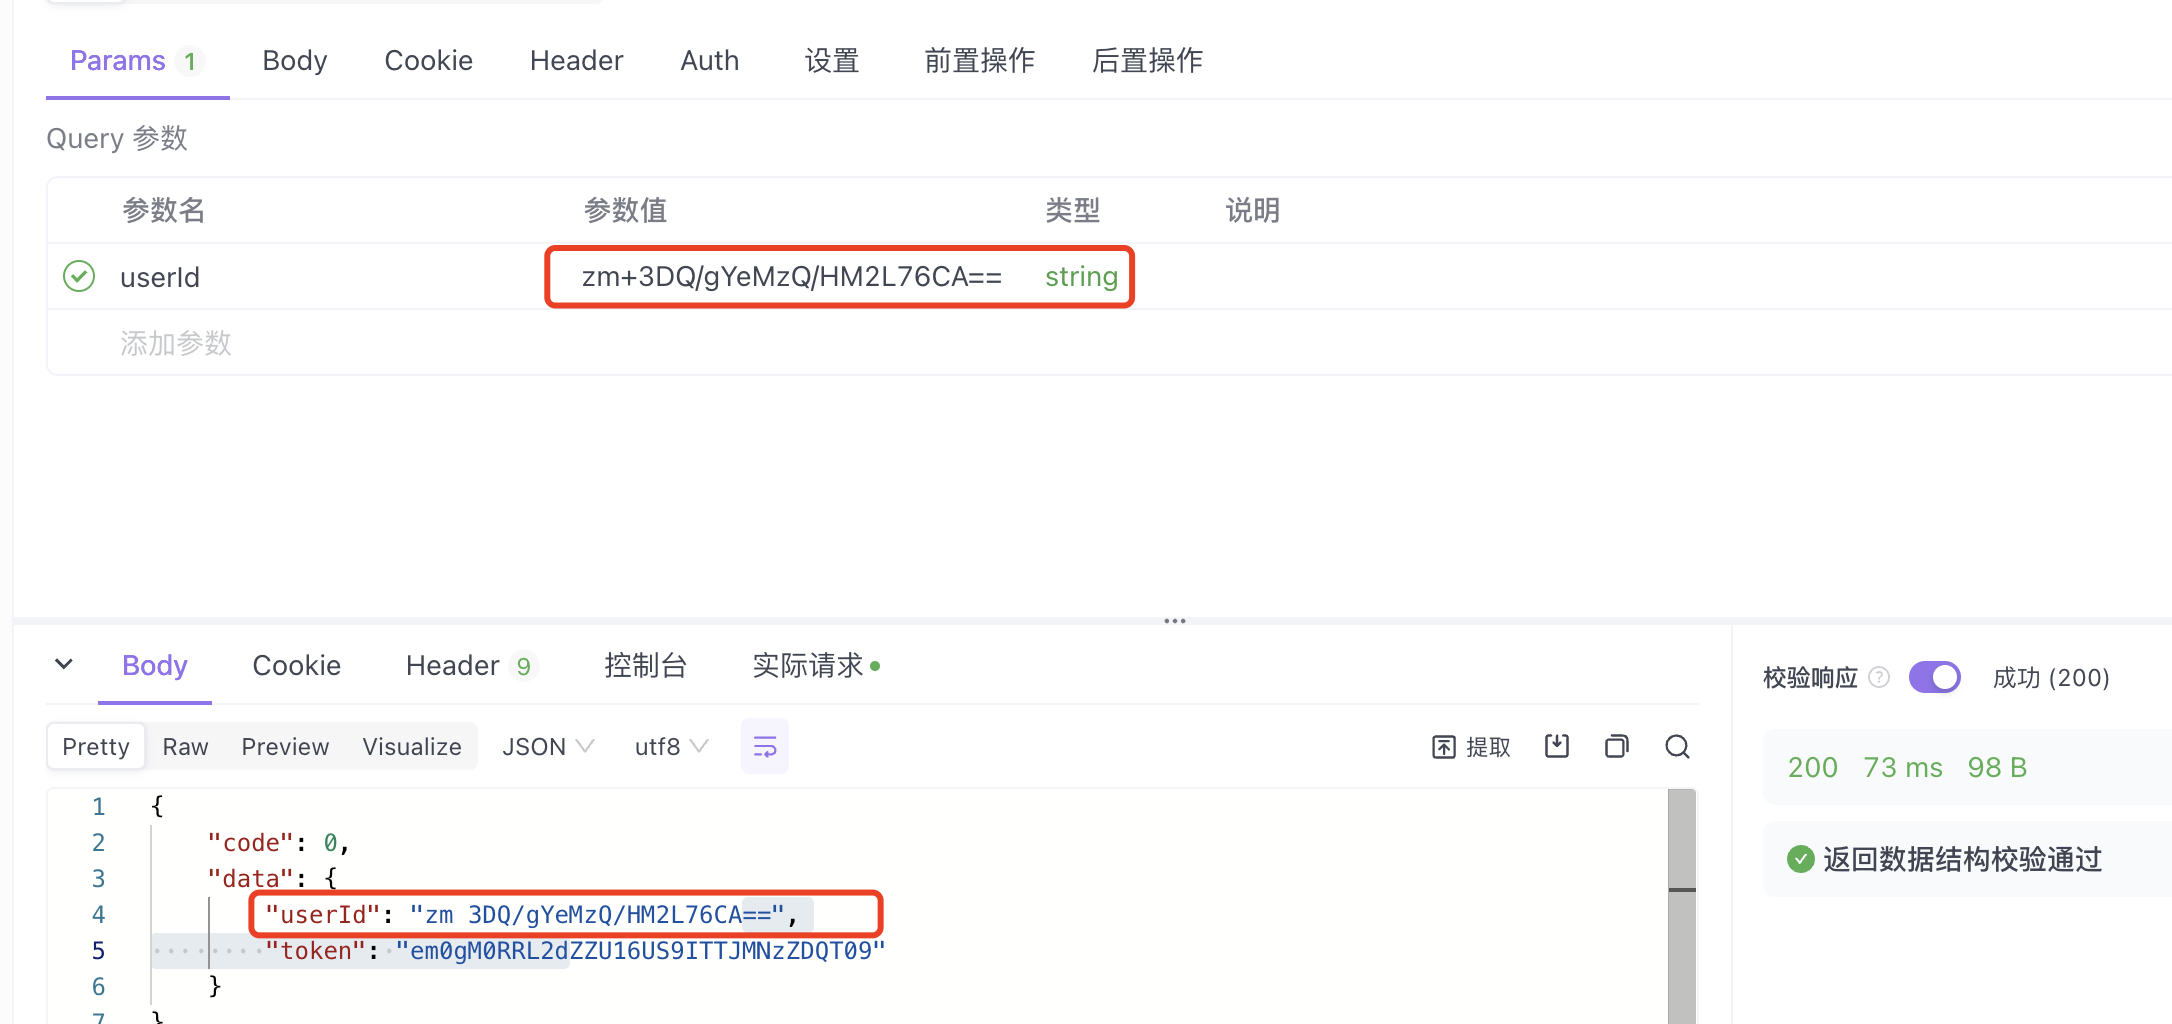 Params 1 Body Cookie Header Auth 设置 前置操作 后置操作
Query 参数
参数名 参数值 类型 说明
userId zm+3DQ/gYeMzQ/HM2L76CA== string
添加参数
Body Cookie Header 9 控制台 实际请求
校验响应 ? 成功 (200)
Pretty Raw Preview Visualize JSON utf8 提取
200 73 ms 98 B
返回数据结构校验通过
1 {
2 "code": 0,
3 "data": {
4 "userId": "zm 3DQ/gYeMzQ/HM2L76CA==",
5 "token": "em0gM0RRL2dZZU16US9ITTJMNzZDQT09"
6 }
7 }